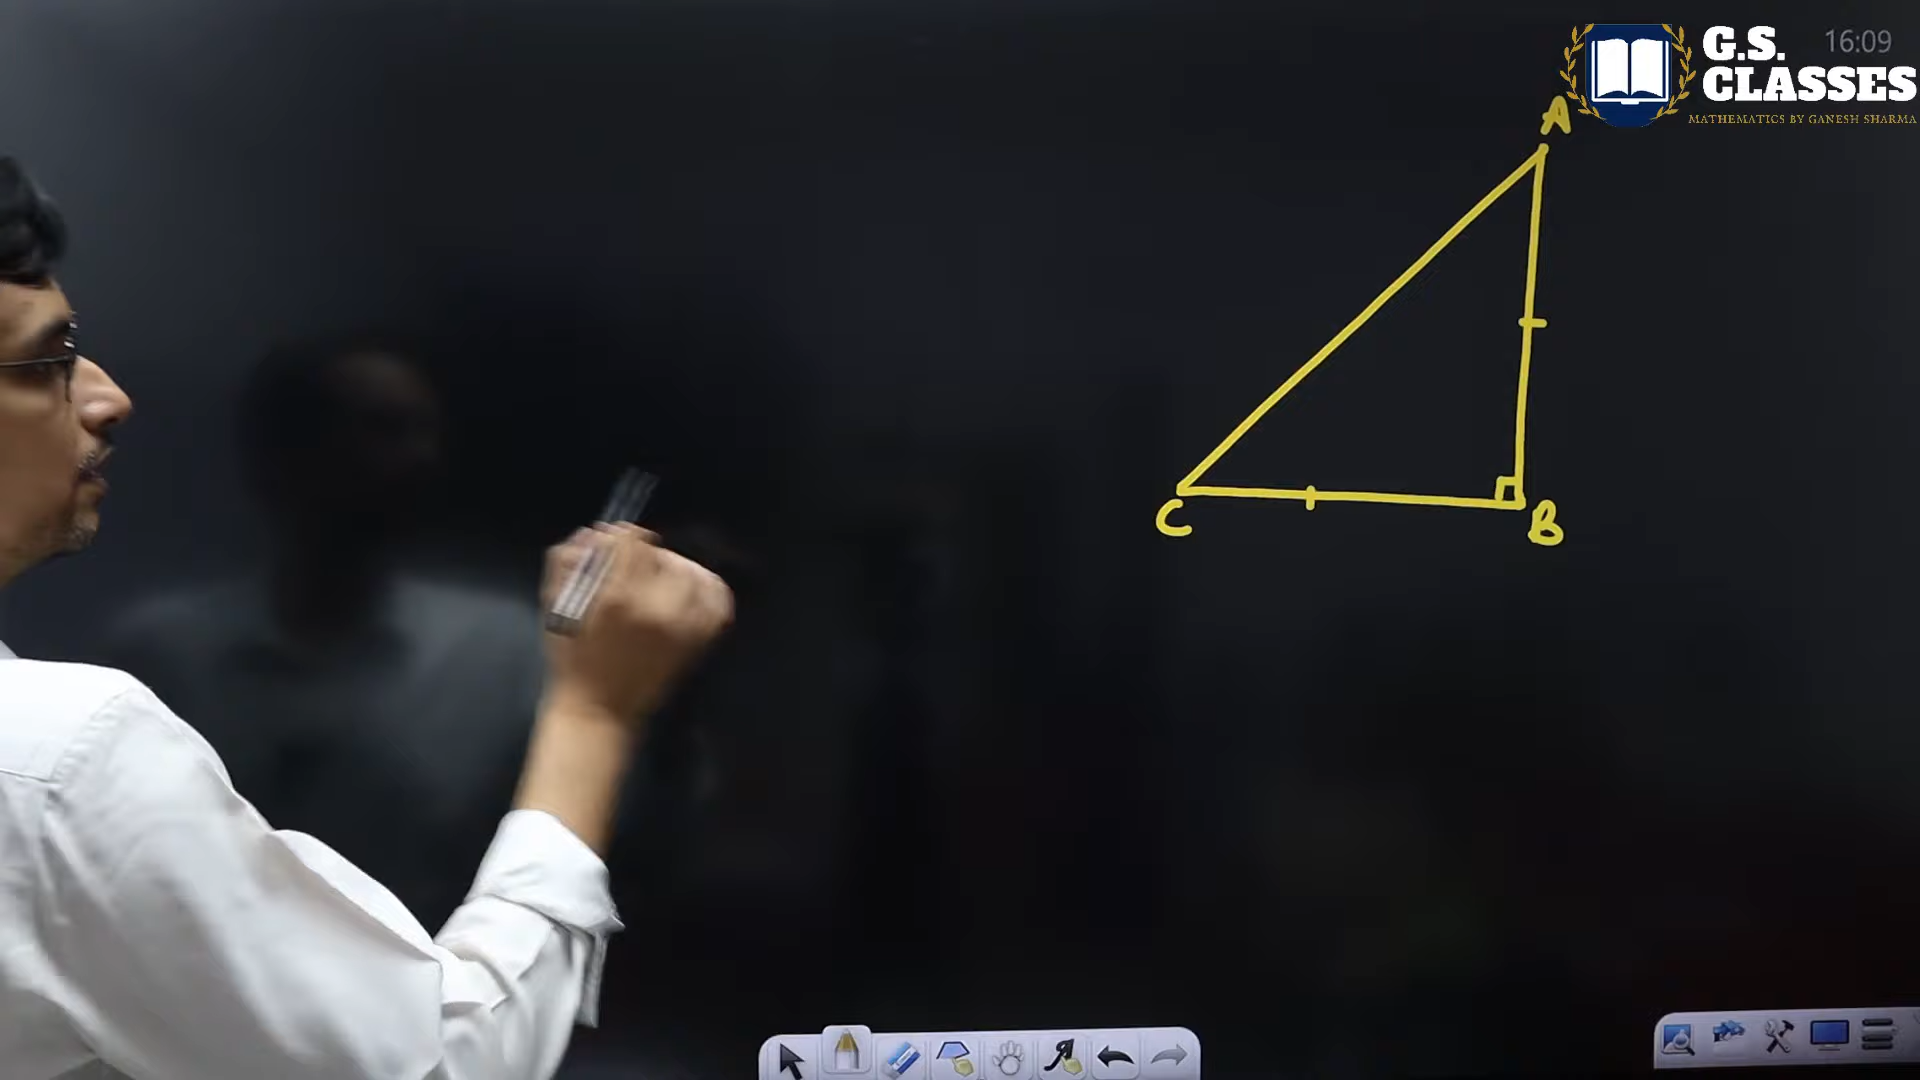 G.S.
CLASSES
16:09
MATHEMATICS BY GANESH SHARMA
A
C
B